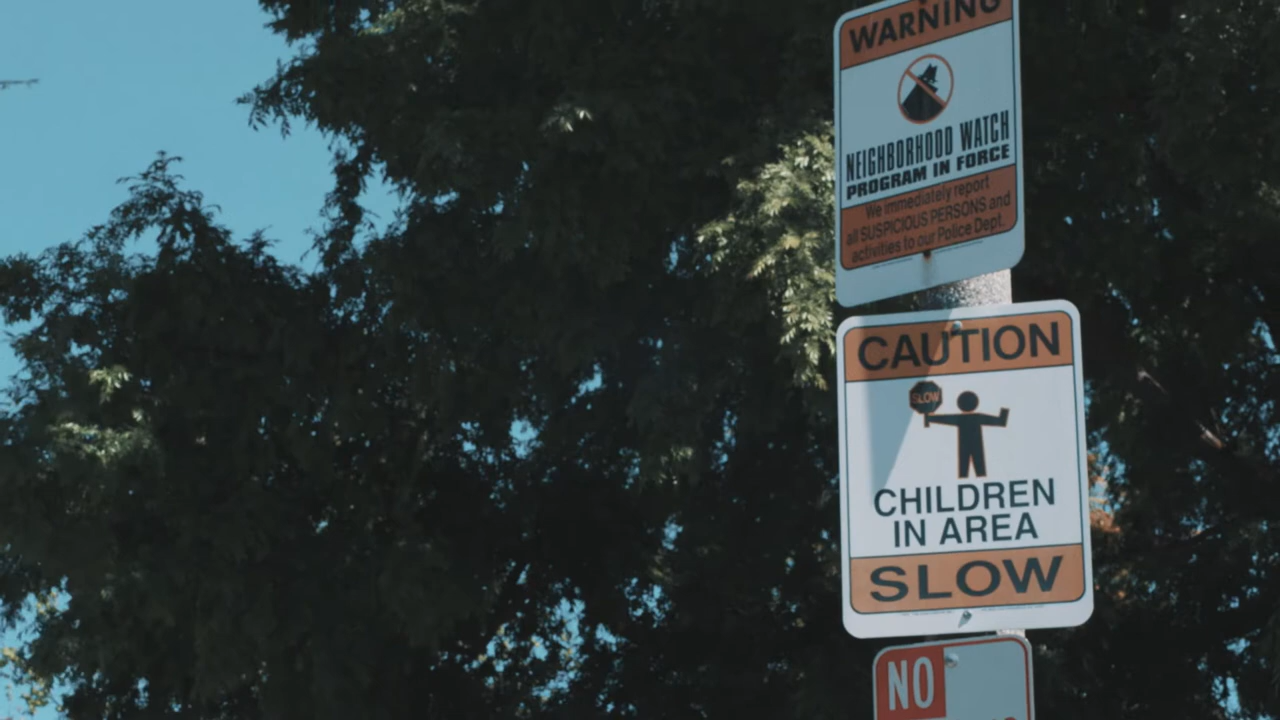 WARNING
NEIGHBORHOOD WATCH
PROGRAM IN FORCE
We immediately report
all SUSPICIOUS PERSONS and
activities to our Police Dept.
CAUTION
SLOW
CHILDREN
IN AREA
SLOW
NO